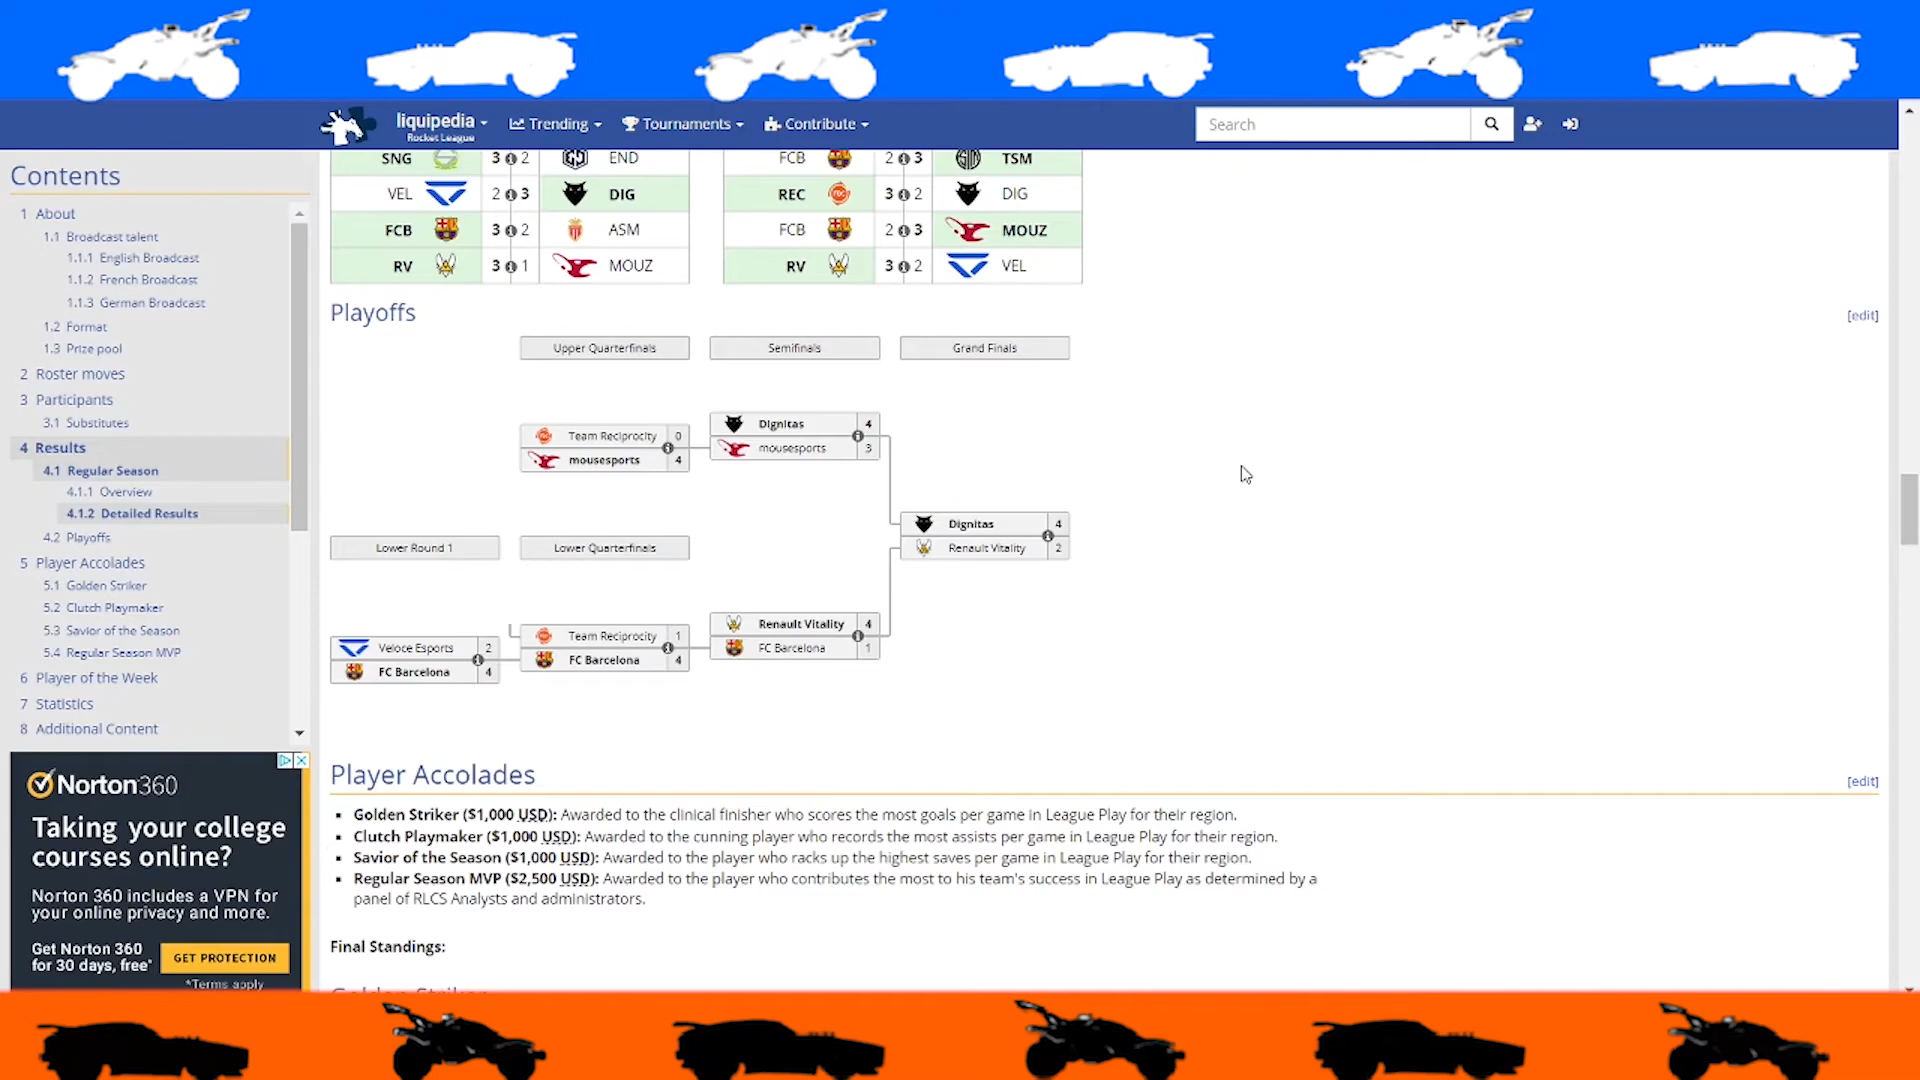 liquipedia
Rocket League
Trending
Tournaments
Contribute
Search
Contents
1 About
1.1 Broadcast talent
1.1.1 English Broadcast
1.1.2 French Broadcast
1.1.3 German Broadcast
1.2 Format
1.3 Prize pool
2 Roster moves
3 Participants
3.1 Substitutes
4 Results
4.1 Regular Season
4.1.1 Overview
4.1.2 Detailed Results
4.2 Playoffs
5 Player Accolades
5.1 Golden Striker
5.2 Clutch Playmaker
5.3 Savior of the Season
5.4 Regular Season MVP
6 Player of the Week
7 Statistics
8 Additional Content
Norton 360
Taking your college
courses online?
Norton 360 includes a VPN for
your online privacy and more.
Get Norton 360
for 30 days, free*
GET PROTECTION
*Terms apply
SNG 3 2 END
VEL 2 3 DIG
FCB 3 2 ASM
RV 3 1 MOUZ
FCB 2 3 TSM
REC 3 2 DIG
FCB 2 3 MOUZ
RV 3 2 VEL
Playoffs
[edit]
Upper Quarterfinals
Semifinals
Grand Finals
Team Reciprocity 0
mousesports 4
Dignitas 4
mousesports 3
Dignitas 4
Renault Vitality 2
Lower Round 1
Lower Quarterfinals
Veloce Esports 2
FC Barcelona 4
Team Reciprocity 1
FC Barcelona 4
Renault Vitality 4
FC Barcelona 1
Player Accolades
[edit]
Golden Striker ($1,000 USD): Awarded to the clinical finisher who scores the most goals per game in League Play for their region.
Clutch Playmaker ($1,000 USD): Awarded to the cunning player who records the most assists per game in League Play for their region.
Savior of the Season ($1,000 USD): Awarded to the player who racks up the highest saves per game in League Play for their region.
Regular Season MVP ($2,500 USD): Awarded to the player who contributes the most to his team's success in League Play as determined by a
panel of RLCS Analysts and administrators.
Final Standings: